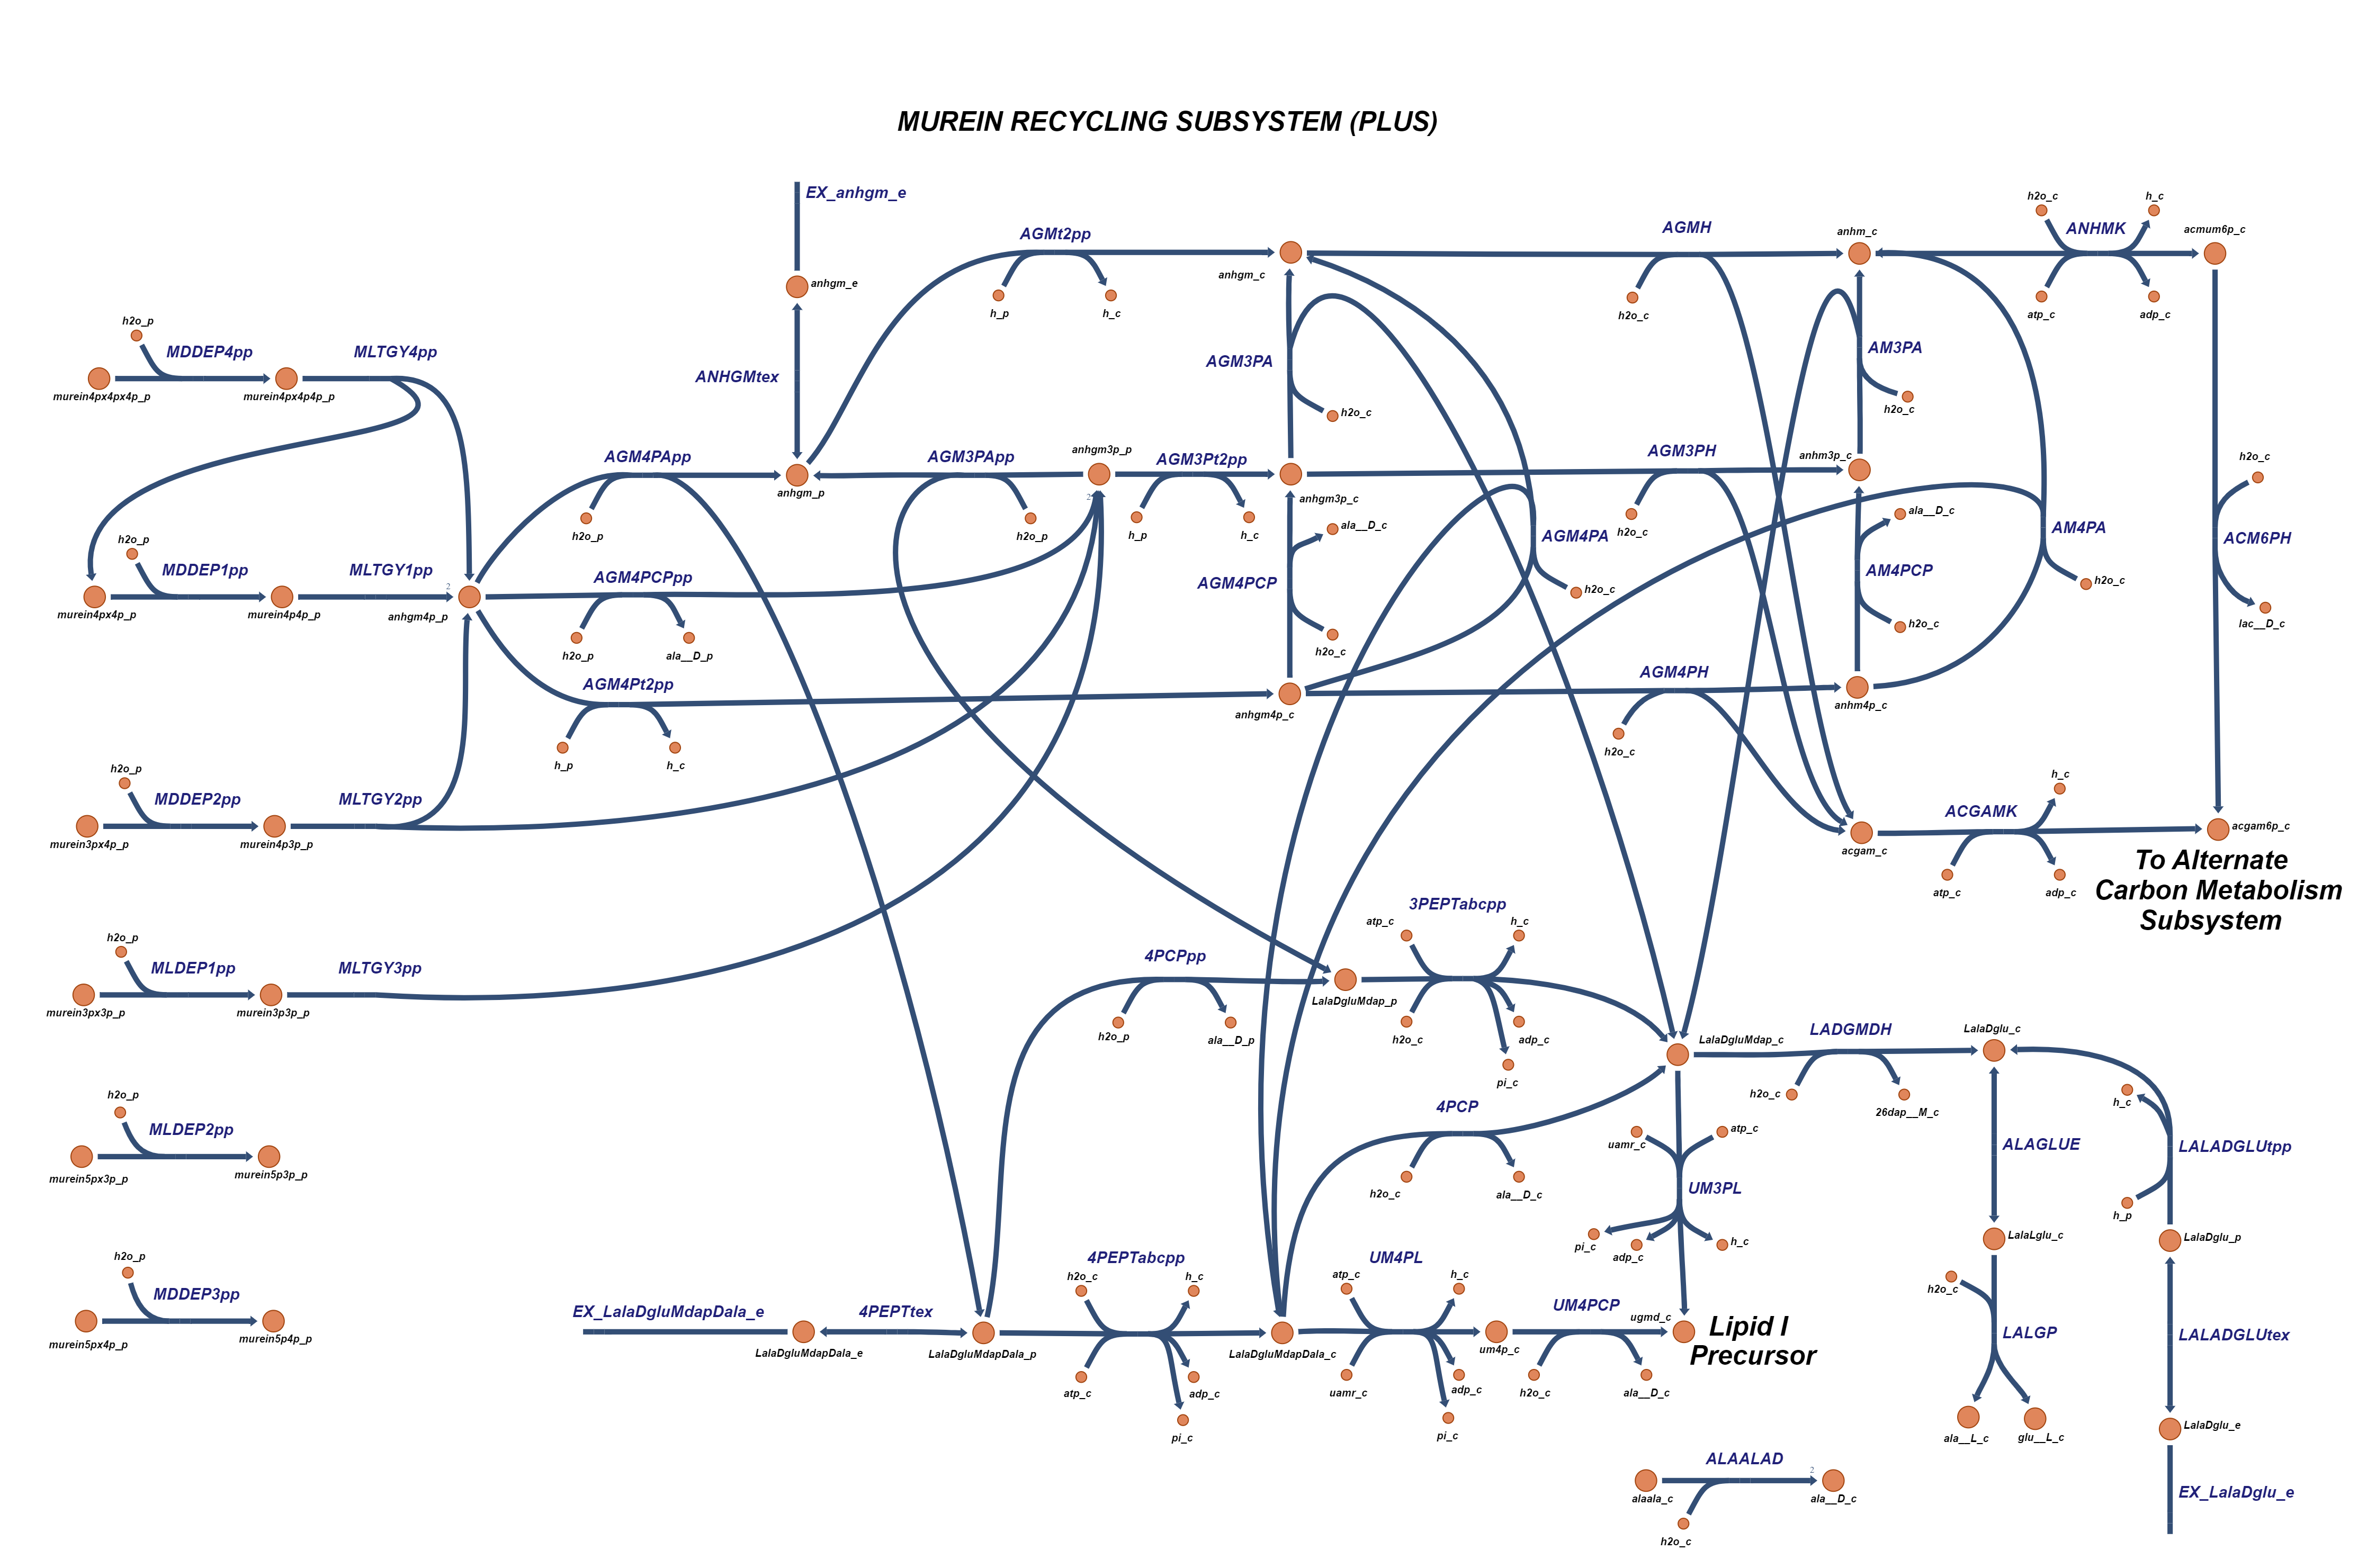 MUREIN RECYCLING SUBSYSTEM (PLUS)
EX_anhgm_e
anhgm_e
ANHGMtex
anhgm_p
AGMt2pp
h_p
h_c
anhgm_c
AGMH
h2o_c
anhm_c
h2o_c
h_c
ANHMK
acmum6p_c
atp_c
adp_c
h2o_p
MDDEP4pp
MLTGY4pp
murein4px4px4p_p
murein4px4p4p_p
AGM3PA
h2o_c
AM3PA
h2o_c
AGM4PApp
h2o_p
AGM3PApp
h2o_p
anhgm3p_p
2
AGM3Pt2pp
h_p
h_c
anhgm3p_c
AGM3PH
h2o_c
anhm3p_c
h2o_c
ACM6PH
lac__D_c
h2o_p
MDDEP1pp
MLTGY1pp
2
murein4px4p_p
murein4p4p_p
anhgm4p_p
AGM4PCPpp
h2o_p
ala__D_p
AGM4Pt2pp
h_p
h_c
ala__D_c
AGM4PCP
h2o_c
AGM4PA
h2o_c
ala__D_c
AM4PCP
h2o_c
AM4PA
h2o_c
anhgm4p_c
AGM4PH
h2o_c
anhm4p_c
h2o_p
MDDEP2pp
MLTGY2pp
murein3px4p_p
murein4p3p_p
acgam_c
ACGAMK
h_c
atp_c
adp_c
acgam6p_c
To Alternate
Carbon Metabolism
Subsystem
h2o_p
MLDEP1pp
MLTGY3pp
murein3px3p_p
murein3p3p_p
4PCPpp
h2o_p
ala__D_p
3PEPTabcpp
atp_c
h_c
LalaDgluMdap_p
h2o_c
adp_c
pi_c
LalaDgluMdap_c
LADGMDH
h2o_c
26dap__M_c
LalaDglu_c
h_c
h2o_p
MLDEP2pp
murein5px3p_p
murein5p3p_p
4PCP
h2o_c
ala__D_c
uamr_c
atp_c
UM3PL
pi_c
adp_c
h_c
ALAGLUE
LALADGLUtpp
h_p
LalaLglu_c
LalaDglu_p
h2o_p
MDDEP3pp
murein5px4p_p
murein5p4p_p
EX_LalaDgluMdapDala_e
4PEPTtex
LalaDgluMdapDala_e
LalaDgluMdapDala_p
4PEPTabcpp
h2o_c
h_c
atp_c
adp_c
pi_c
LalaDgluMdapDala_c
UM4PL
atp_c
h_c
uamr_c
adp_c
pi_c
um4p_c
UM4PCP
h2o_c
ala__D_c
ugmd_c
Lipid I
Precursor
h2o_c
LALGP
ala__L_c
glu__L_c
LALADGLUtex
LalaDglu_e
EX_LalaDglu_e
ALAALAD
2
alaala_c
ala__D_c
h2o_c